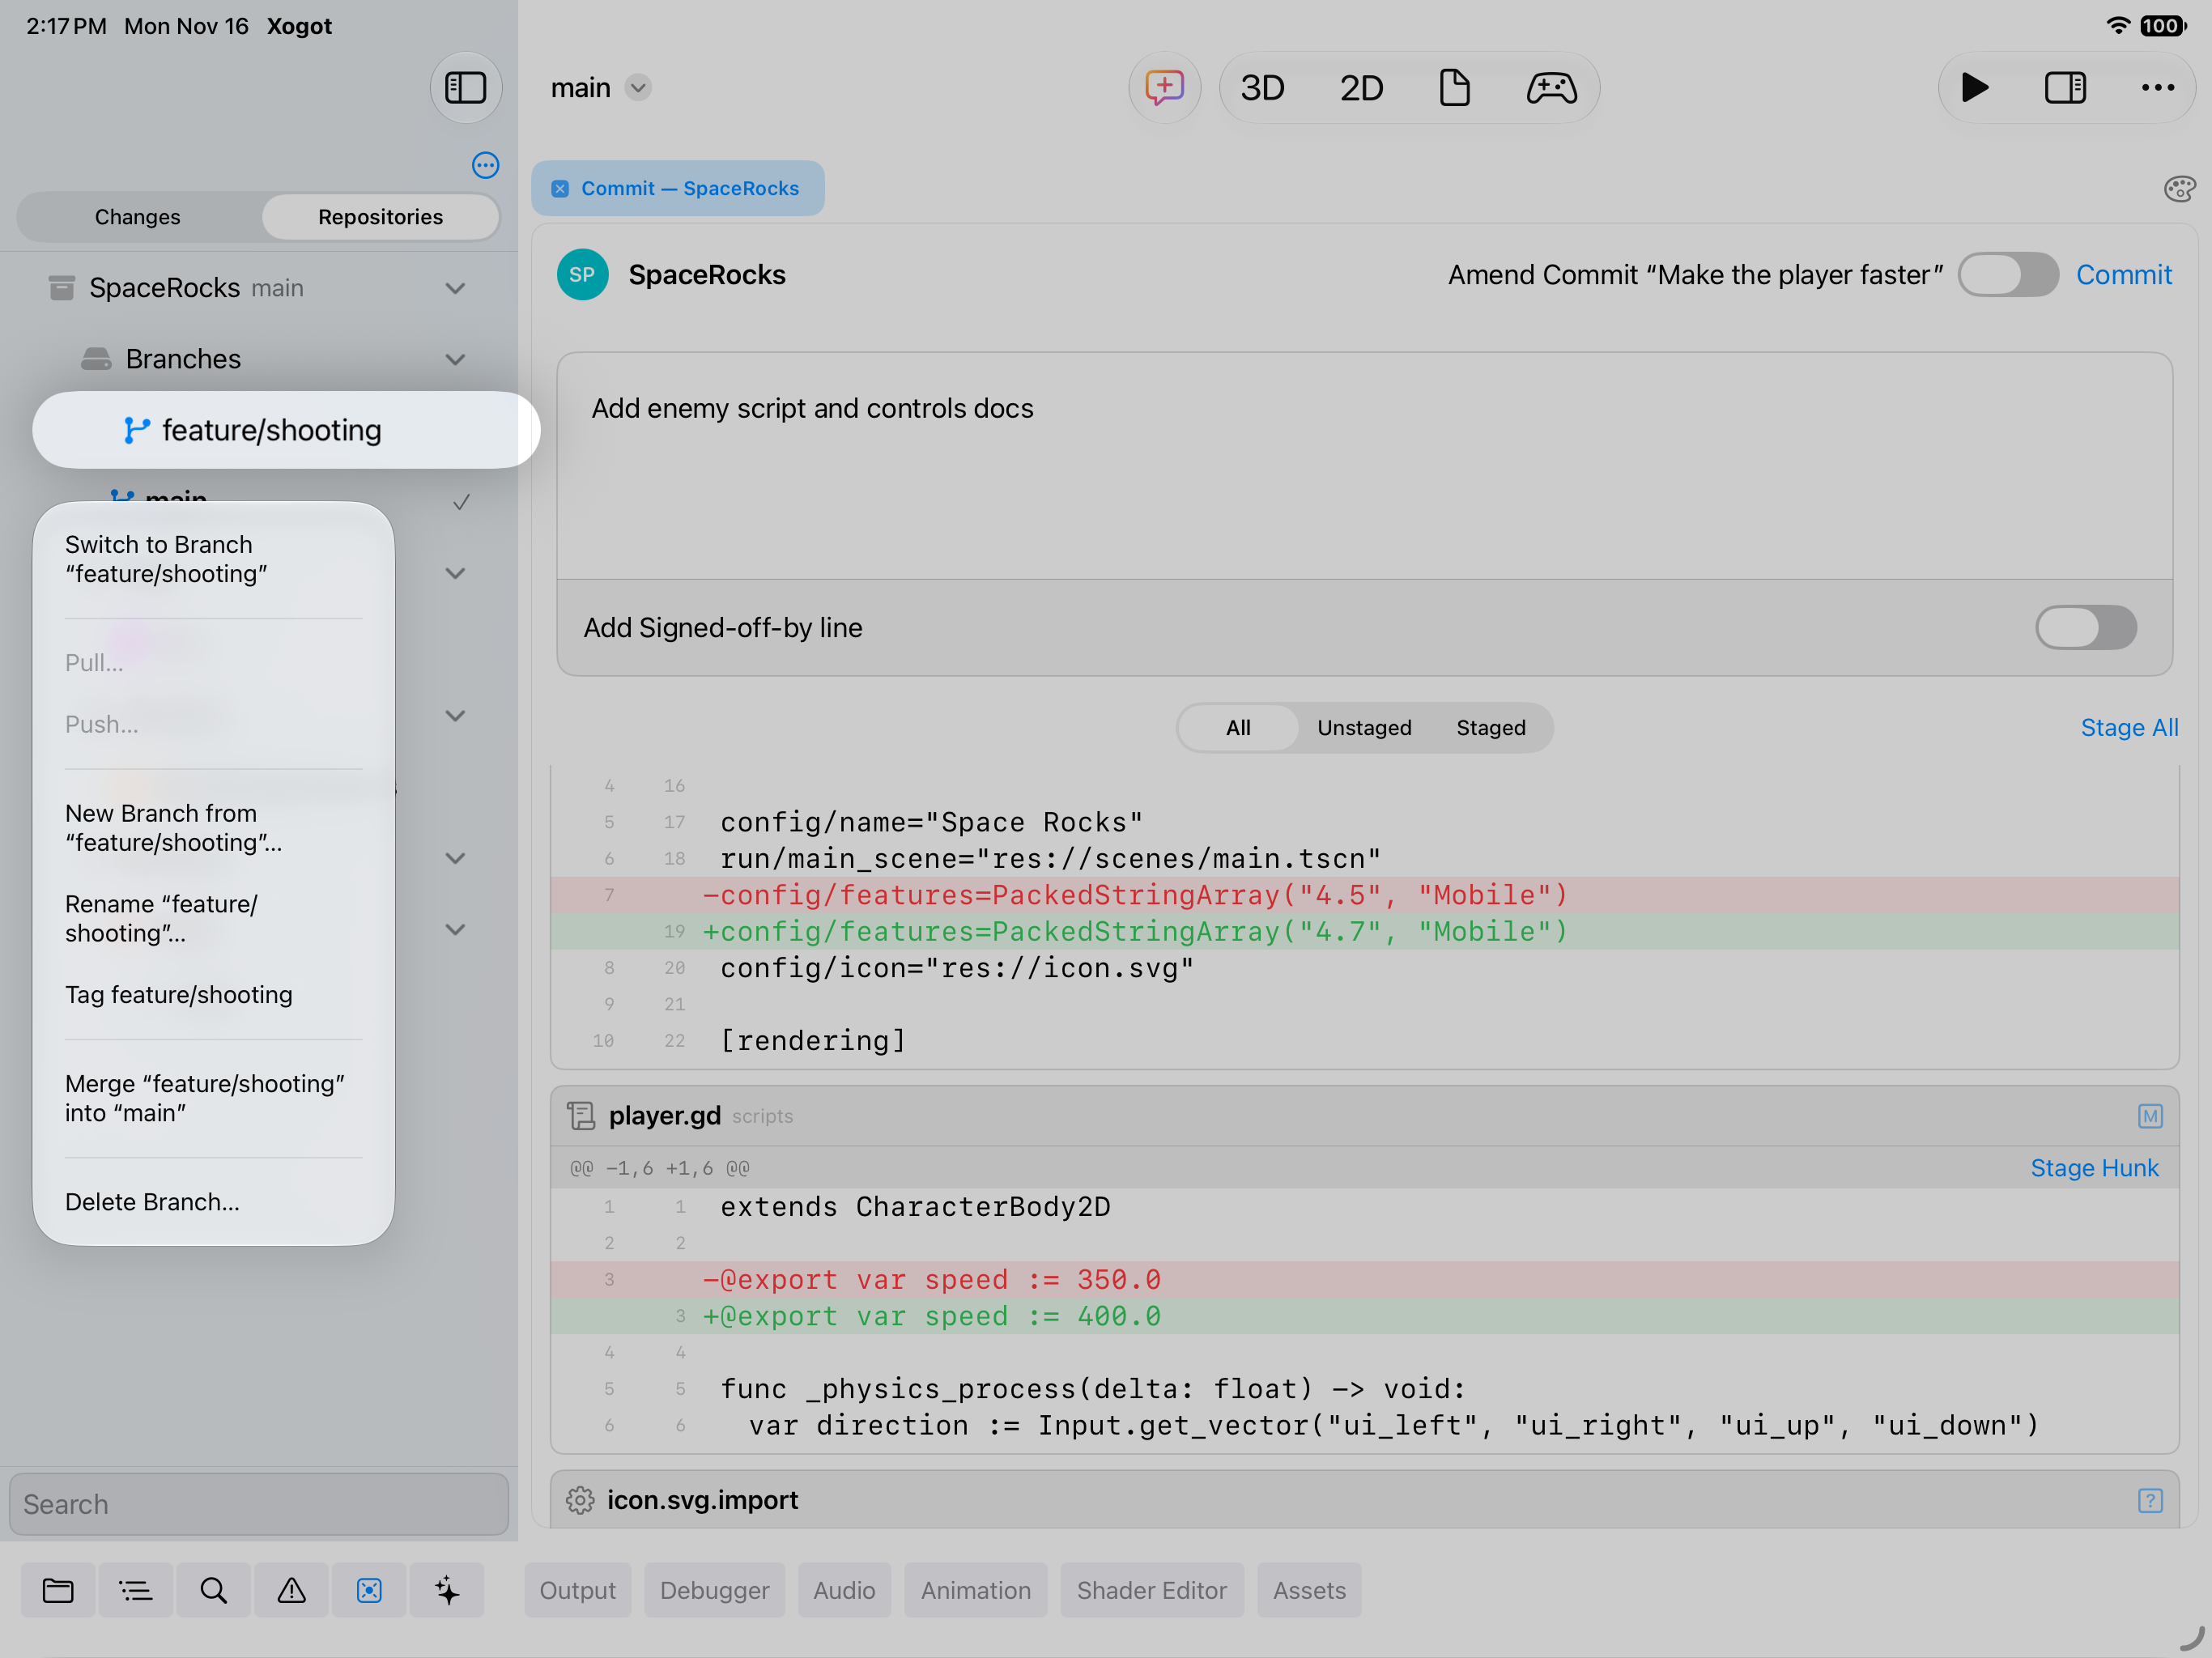 2:17 PM Mon Nov 16 Xogot
100
main
3D 2D
Commit — SpaceRocks
Changes Repositories
SpaceRocks main
Branches
feature/shooting
main
Switch to Branch
“feature/shooting”
Pull...
Push...
New Branch from
“feature/shooting”...
Rename “feature/
shooting”...
Tag feature/shooting
Merge “feature/shooting”
into “main”
Delete Branch...
Search
SP SpaceRocks
Amend Commit “Make the player faster” Commit
Add enemy script and controls docs
Add Signed-off-by line
All Unstaged Staged
Stage All
4 16
5 17 config/name="Space Rocks"
6 18 run/main_scene="res://scenes/main.tscn"
7 -config/features=PackedStringArray("4.5", "Mobile")
19 +config/features=PackedStringArray("4.7", "Mobile")
8 20 config/icon="res://icon.svg"
9 21
10 22 [rendering]
player.gd scripts M
@@ -1,6 +1,6 @@ Stage Hunk
1 1 extends CharacterBody2D
2 2
3 -@export var speed := 350.0
3 +@export var speed := 400.0
4 4
5 5 func _physics_process(delta: float) -> void:
6 6 var direction := Input.get_vector("ui_left", "ui_right", "ui_up", "ui_down")
icon.svg.import ?
Output Debugger Audio Animation Shader Editor Assets